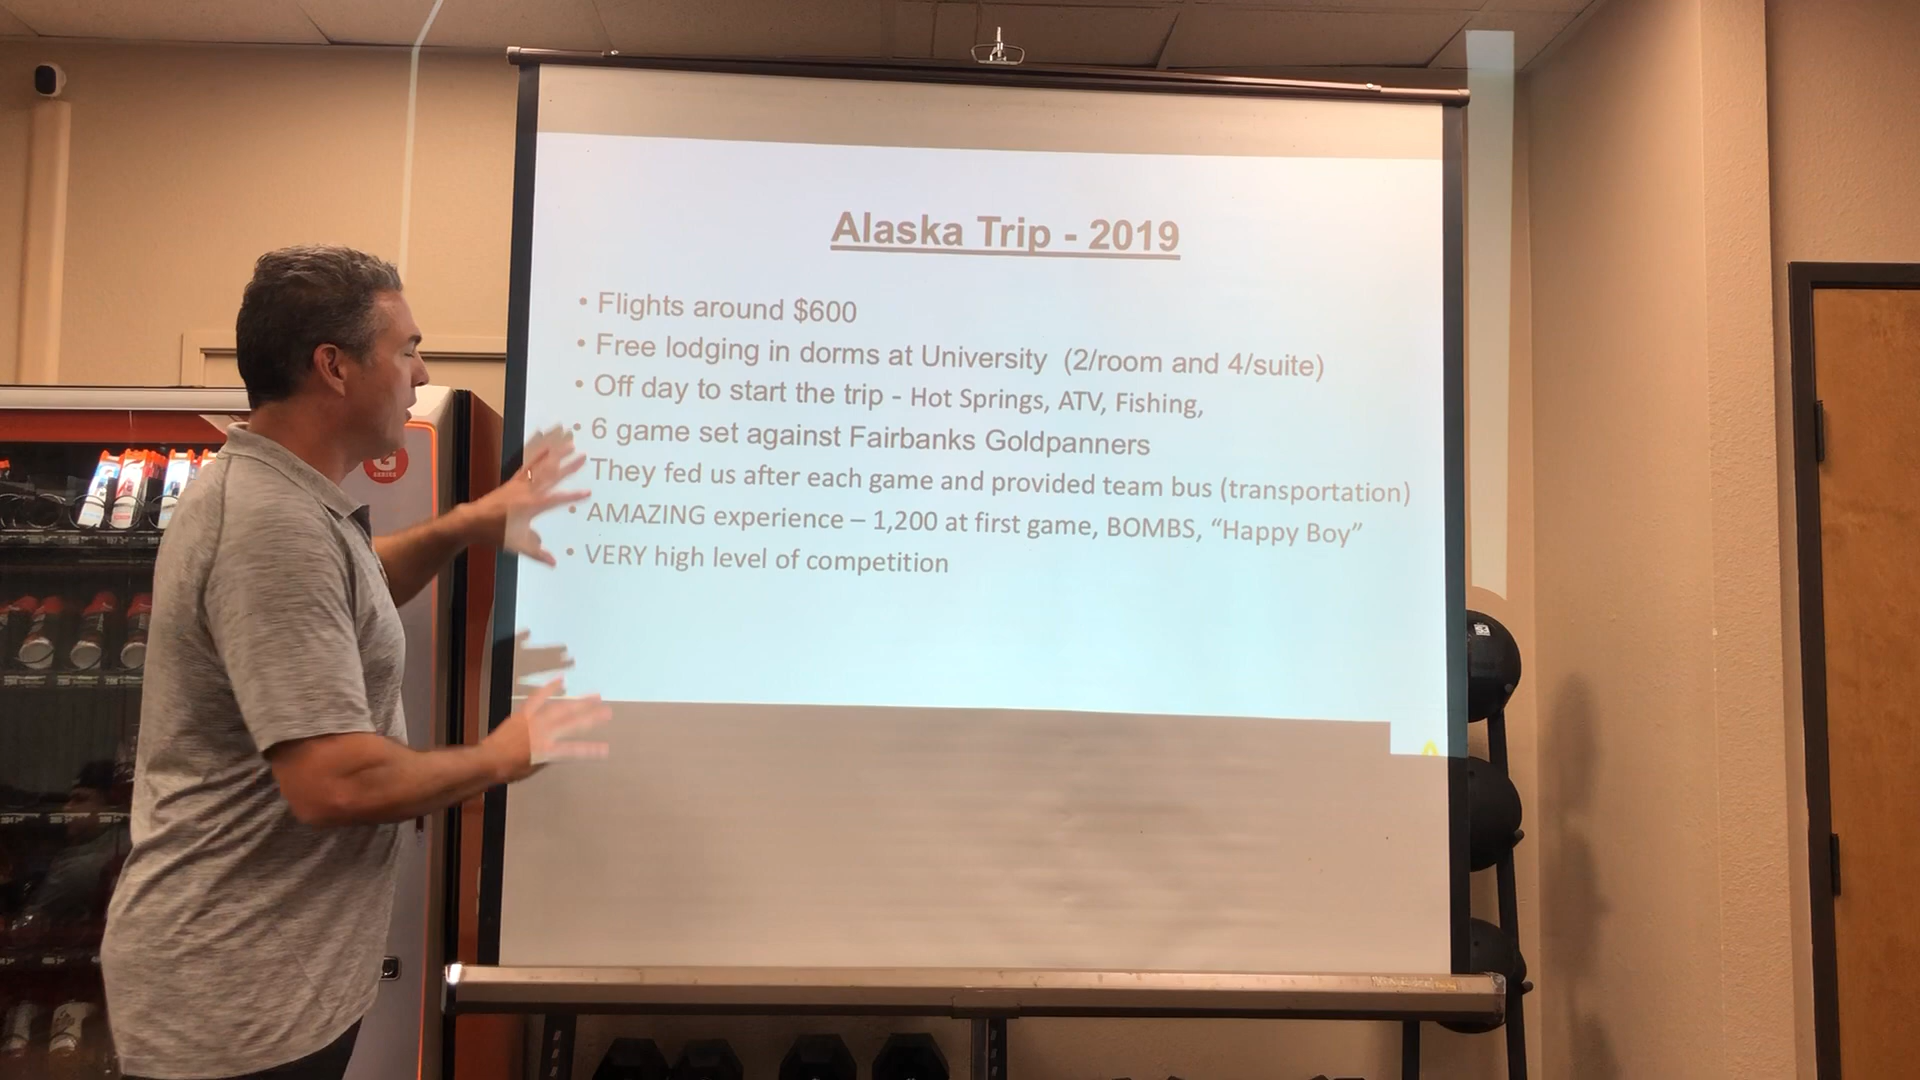 Alaska Trip - 2019
• Flights around $600
• Free lodging in dorms at University (2/room and 4/suite)
• Off day to start the trip - Hot Springs, ATV, Fishing,
• 6 game set against Fairbanks Goldpanners
They fed us after each game and provided team bus (transportation)
• AMAZING experience – 1,200 at first game, BOMBS, “Happy Boy”
• VERY high level of competition
G
SERIES